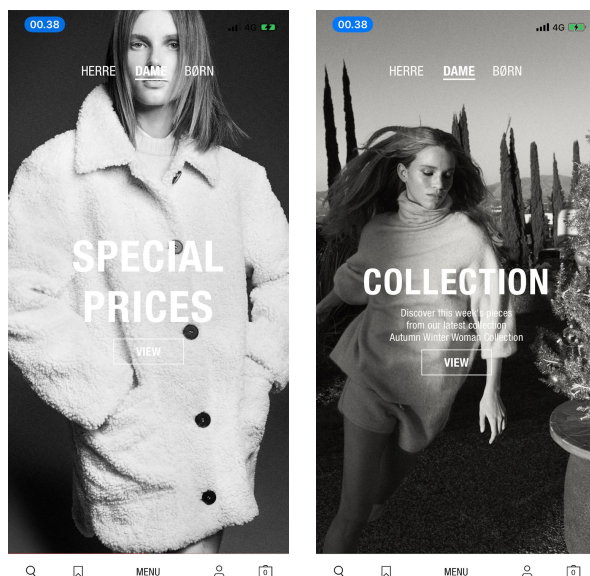 00.38
4G
HERRE DAME BØRN
SPECIAL
PRICES
VIEW
MENU
0
00.38
4G
HERRE DAME BØRN
COLLECTION
Discover this week's pieces
from our latest collection
Autumn Winter Woman Collection
VIEW
MENU
0